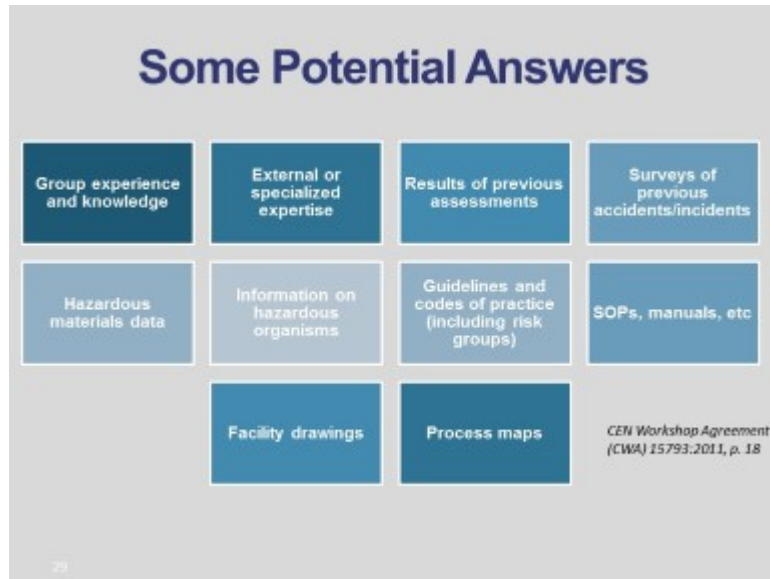 Some Potential Answers
Group experience
and knowledge
External or
specialized
expertise
Results of previous
assessments
Surveys of
previous
accidents/incidents
Hazardous
materials data
Information on
hazardous
organisms
Guidelines and
codes of practice
(including risk
groups)
SOPs, manuals, etc
Facility drawings
Process maps
CEN Workshop Agreement
(CWA) 15793:2011, p. 18
29